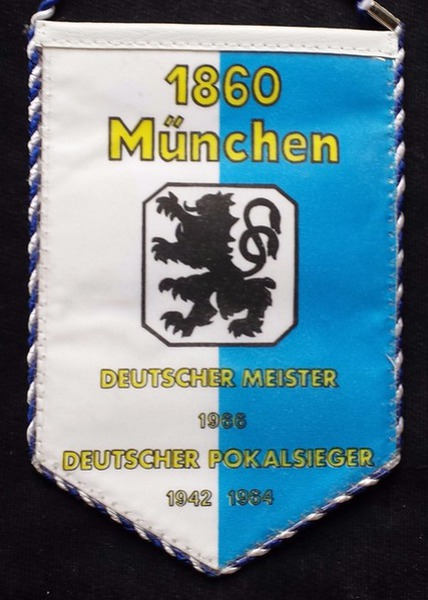 1860
München
DEUTSCHER MEISTER
1966
DEUTSCHER POKALSIEGER
1942 1964